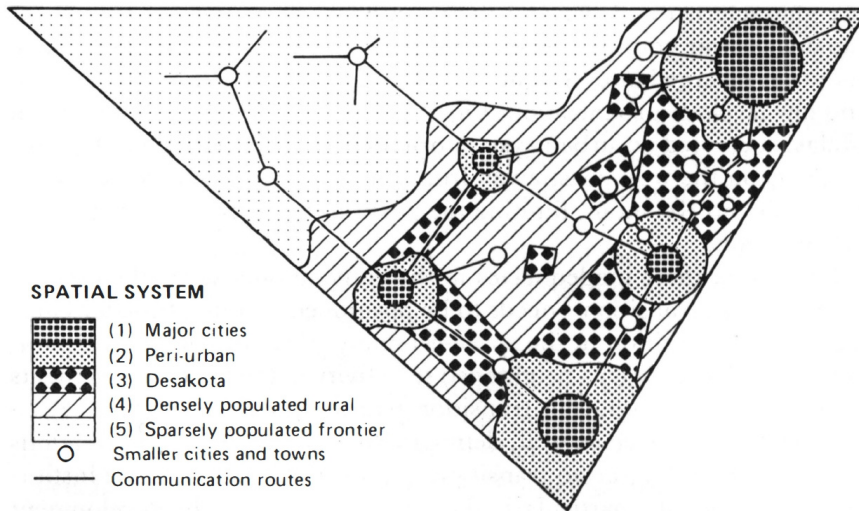 SPATIAL SYSTEM
(1) Major cities
(2) Peri-urban
(3) Desakota
(4) Densely populated rural
(5) Sparsely populated frontier
Smaller cities and towns
Communication routes